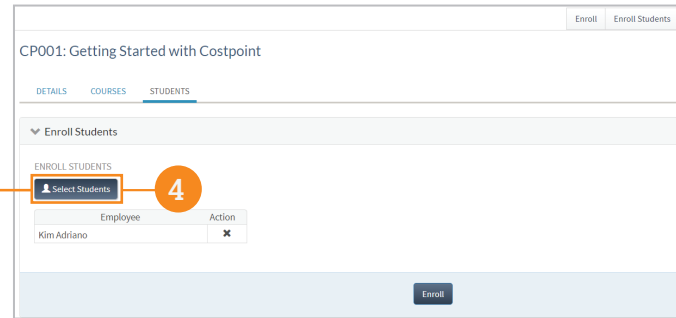 Enroll Enroll Students
CP001: Getting Started with Costpoint
DETAILS COURSES STUDENTS
Enroll Students
ENROLL STUDENTS
Select Students
4
Employee Action
Kim Adriano
Enroll